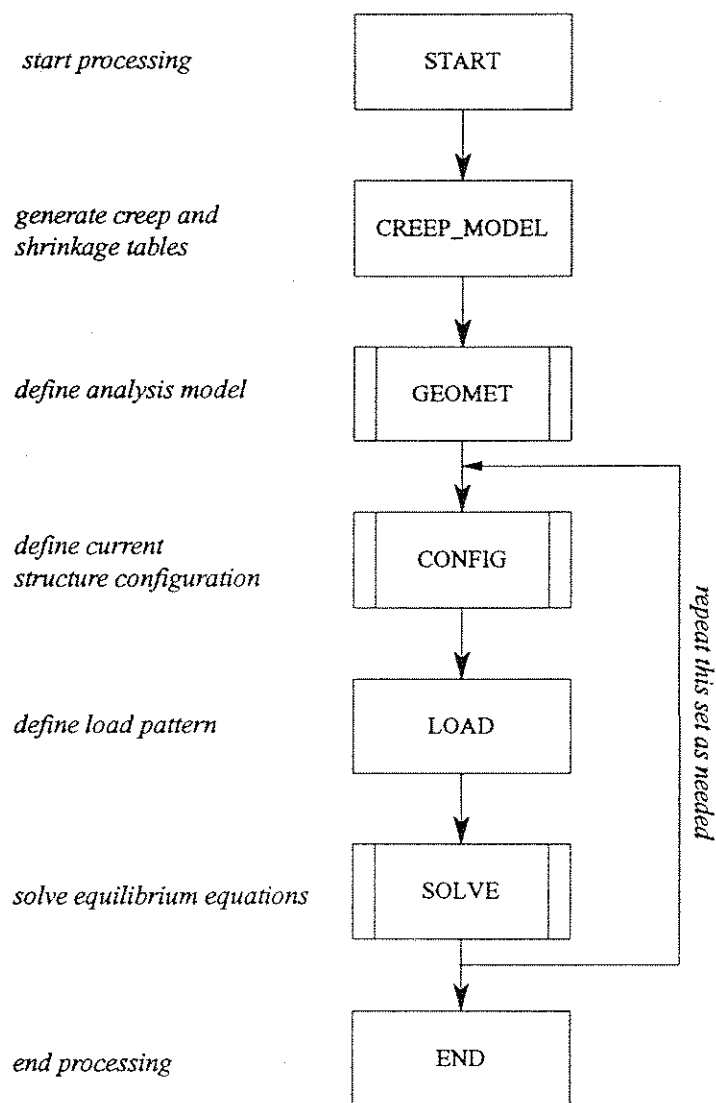 start processing
START
generate creep and
shrinkage tables
CREEP_MODEL
define analysis model
GEOMET
define current
structure configuration
CONFIG
define load pattern
LOAD
repeat this set as needed
solve equilibrium equations
SOLVE
end processing
END